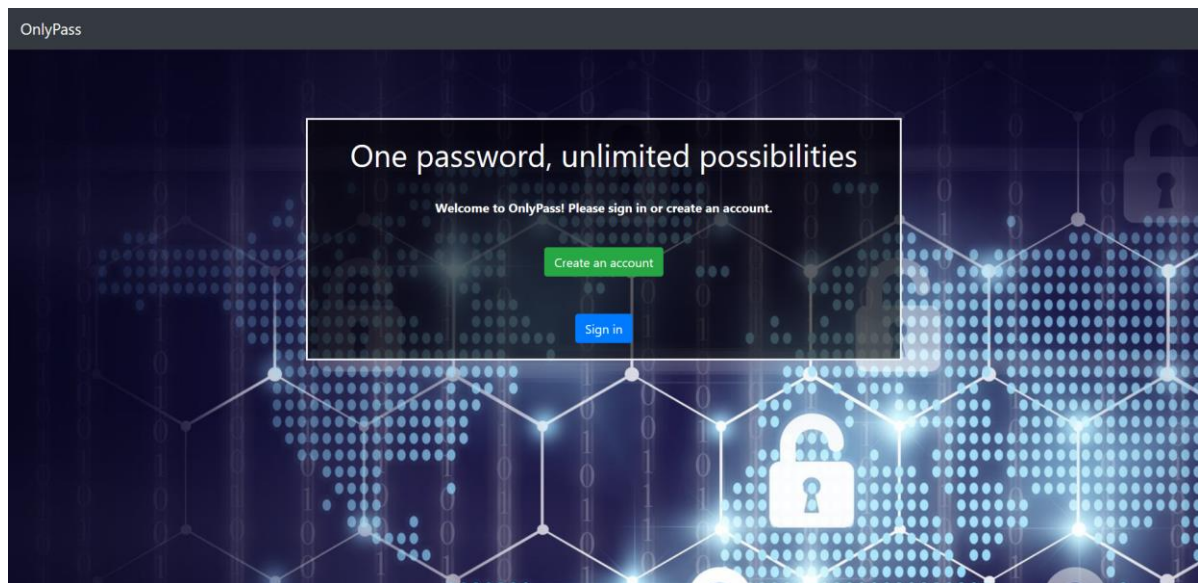 OnlyPass
One password, unlimited possibilities
Welcome to OnlyPass! Please sign in or create an account.
Create an account
Sign in